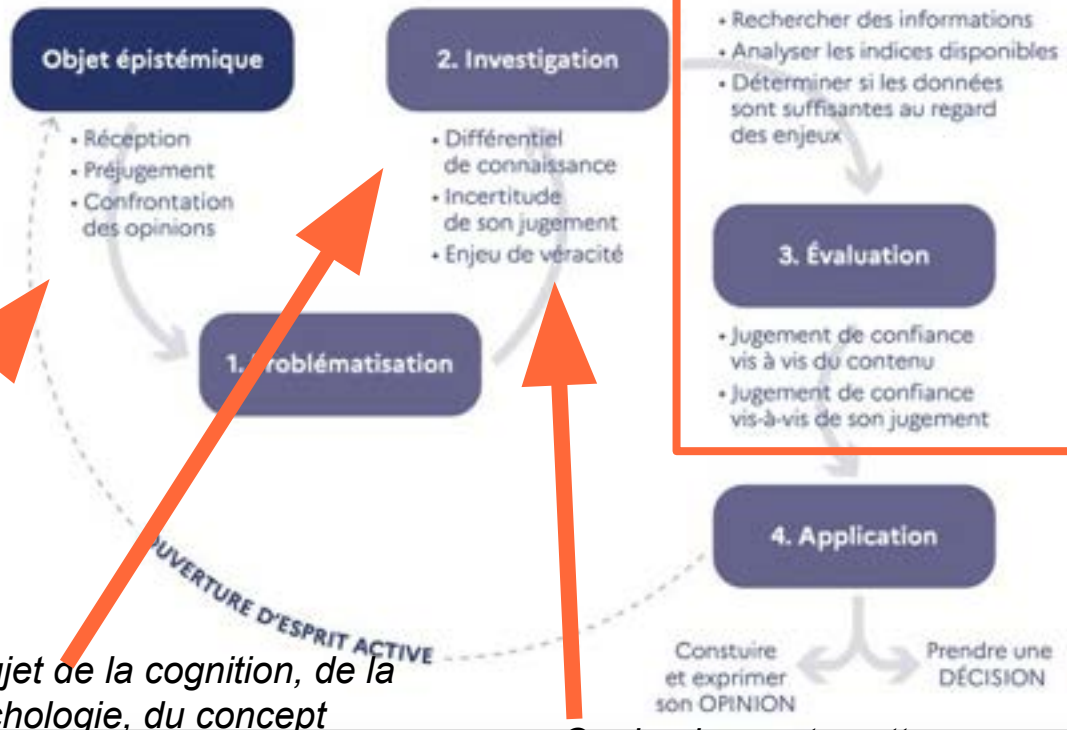 Objet épistémique
• Réception
• Préjugement
• Confrontation
des opinions
1. Problématisation
2. Investigation
• Différentiel
de connaissance
• Incertitude
de son jugement
• Enjeu de véracité
• Rechercher des informations
• Analyser les indices disponibles
• Déterminer si les données
sont suffisantes au regard
des enjeux
3. Évaluation
• Jugement de confiance
vis à vis du contenu
• Jugement de confiance
vis-à-vis de son jugement
4. Application
Constuire
et exprimer
son OPINION
Prendre une
DÉCISION
OUVERTURE D'ESPRIT ACTIVE
jet de la cognition, de la
chologie, du concept